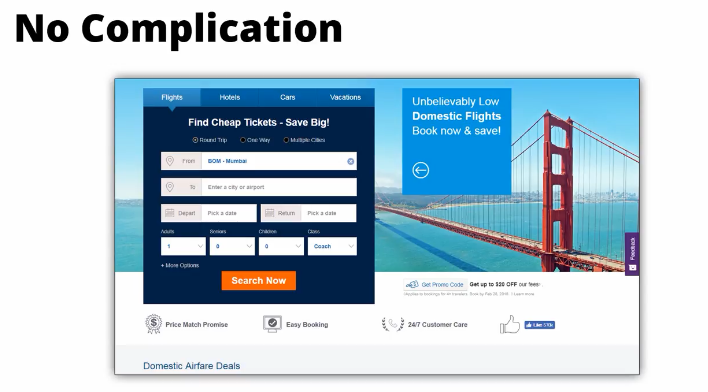 No Complication
Flights Hotels Cars Vacations
Find Cheap Tickets - Save Big!
Round Trip One Way Multiple Cities
From BOM - Mumbai
To Enter a city or airport
Depart Pick a date Return Pick a date
Adults Seniors Children Class
1 0 0 Coach
+ More Options
Search Now
Unbelievably Low
Domestic Flights
Book now & save!
Feedback
Get Promo Code Get up to $20 OFF our fees!
Price Match Promise Easy Booking 24/7 Customer Care Like
Domestic Airfare Deals